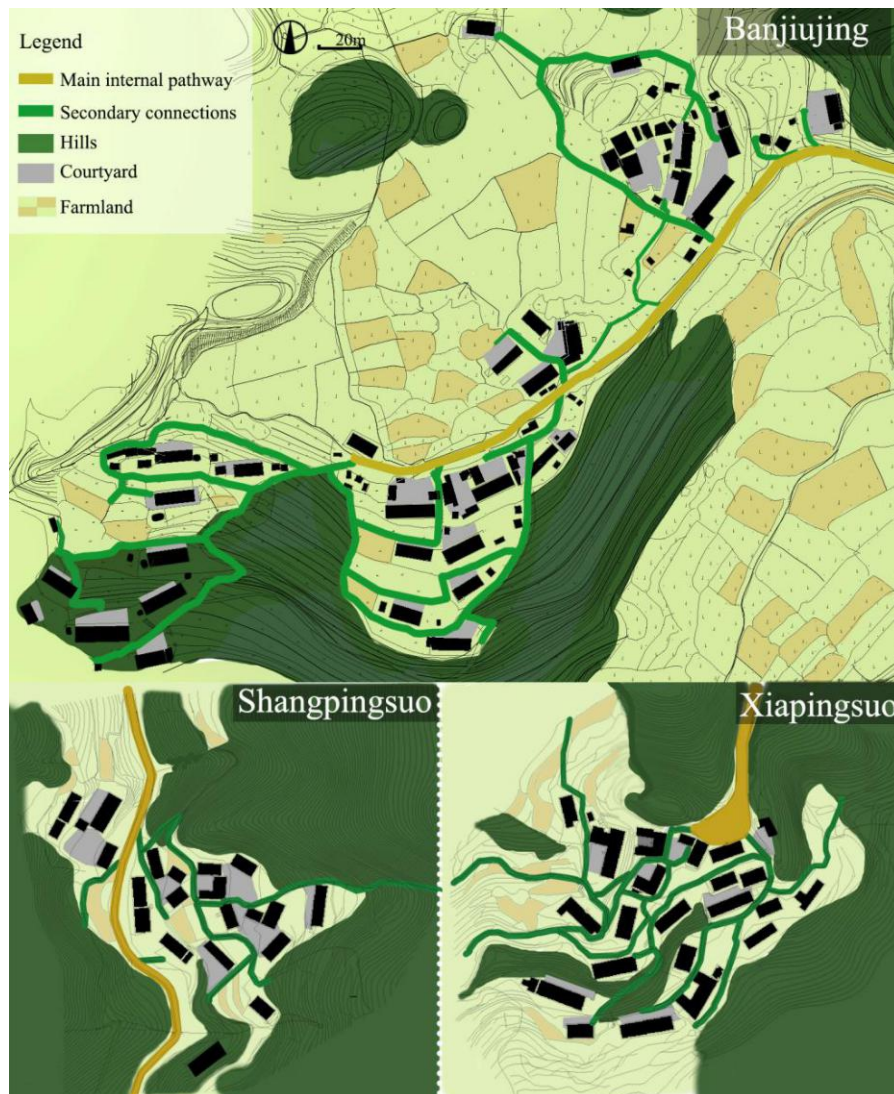 Banjiujing
Legend
20m
Main internal pathway
Secondary connections
Hills
Courtyard
Farmland
Shangpingsuo
Xiapingsuo